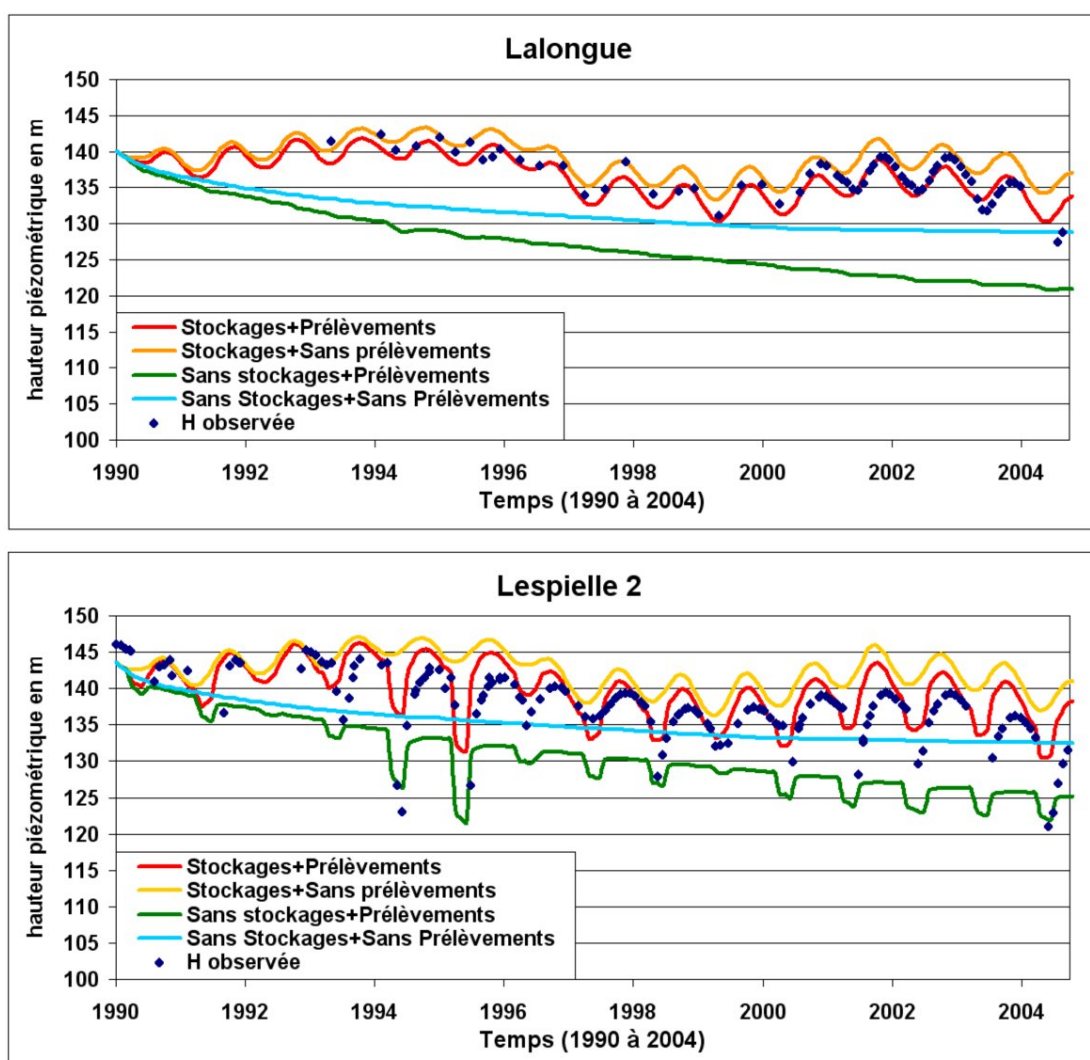 Lalongue
hauteur piézométrique en m
150
145
140
135
130
125
120
115
110
105
100
Stockages+Prélèvements
Stockages+Sans prélèvements
Sans stockages+Prélèvements
Sans Stockages+Sans Prélèvements
H observée
1990 1992 1994 1996 1998 2000 2002 2004
Temps (1990 à 2004)
Lespielle 2
hauteur piézométrique en m
150
145
140
135
130
125
120
115
110
105
100
Stockages+Prélèvements
Stockages+Sans prélèvements
Sans stockages+Prélèvements
Sans Stockages+Sans Prélèvements
H observée
1990 1992 1994 1996 1998 2000 2002 2004
Temps (1990 à 2004)